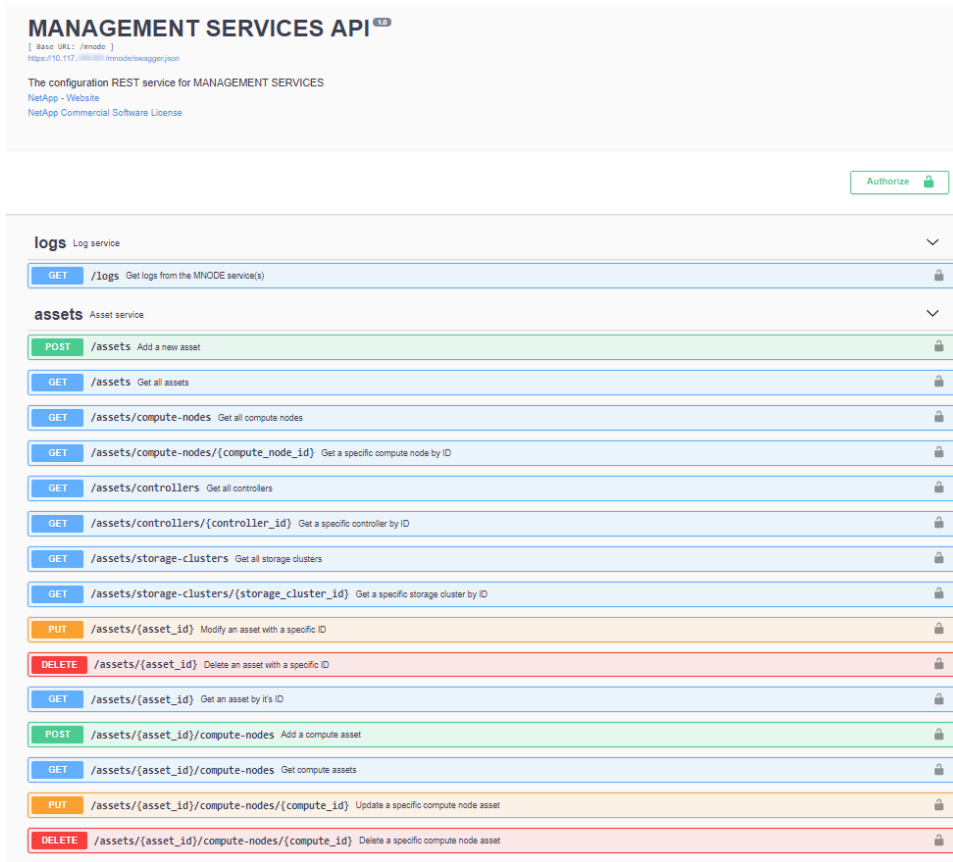 MANAGEMENT SERVICES API 1.0
[ Base URL: /mnode ]
https://10.117. /mnode/swagger.json
The configuration REST service for MANAGEMENT SERVICES
NetApp - Website
NetApp Commercial Software License
Authorize
logs Log service
GET /logs Get logs from the MNODE service(s)
assets Asset service
POST /assets Add a new asset
GET /assets Get all assets
GET /assets/compute-nodes Get all compute nodes
GET /assets/compute-nodes/{compute_node_id} Get a specific compute node by ID
GET /assets/controllers Get all controllers
GET /assets/controllers/{controller_id} Get a specific controller by ID
GET /assets/storage-clusters Get all storage clusters
GET /assets/storage-clusters/{storage_cluster_id} Get a specific storage cluster by ID
PUT /assets/{asset_id} Modify an asset with a specific ID
DELETE /assets/{asset_id} Delete an asset with a specific ID
GET /assets/{asset_id} Get an asset by it's ID
POST /assets/{asset_id}/compute-nodes Add a compute asset
GET /assets/{asset_id}/compute-nodes Get compute assets
PUT /assets/{asset_id}/compute-nodes/{compute_id} Update a specific compute node asset
DELETE /assets/{asset_id}/compute-nodes/{compute_id} Delete a specific compute node asset